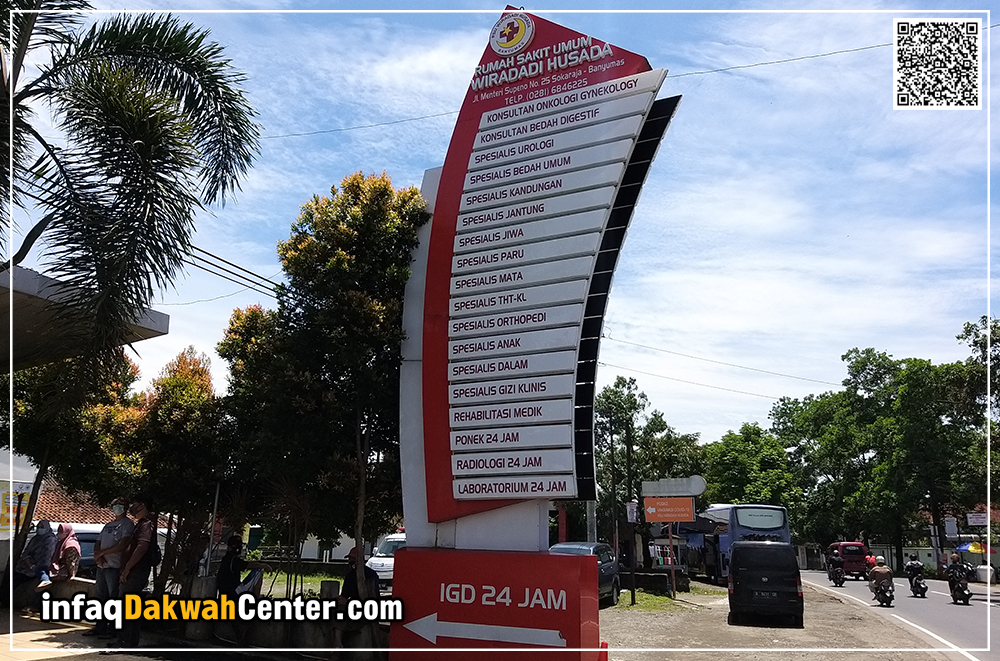 RUMAH SAKIT UMUM
WIRADADI HUSADA
Jl. Menteri Supeno No. 25 Sokaraja - Banyumas
TELP. (0281) 6846225
KONSULTAN ONKOLOGI GYNEKOLOGY
KONSULTAN BEDAH DIGESTIF
SPESIALIS UROLOGI
SPESIALIS BEDAH UMUM
SPESIALIS KANDUNGAN
SPESIALIS JANTUNG
SPESIALIS JIWA
SPESIALIS PARU
SPESIALIS MATA
SPESIALIS THT-KL
SPESIALIS ORTHOPEDI
SPESIALIS ANAK
SPESIALIS DALAM
SPESIALIS GIZI KLINIS
REHABILITASI MEDIK
PONEK 24 JAM
RADIOLOGI 24 JAM
LABORATORIUM 24 JAM
IGD 24 JAM
infaqDakwahCenter.com